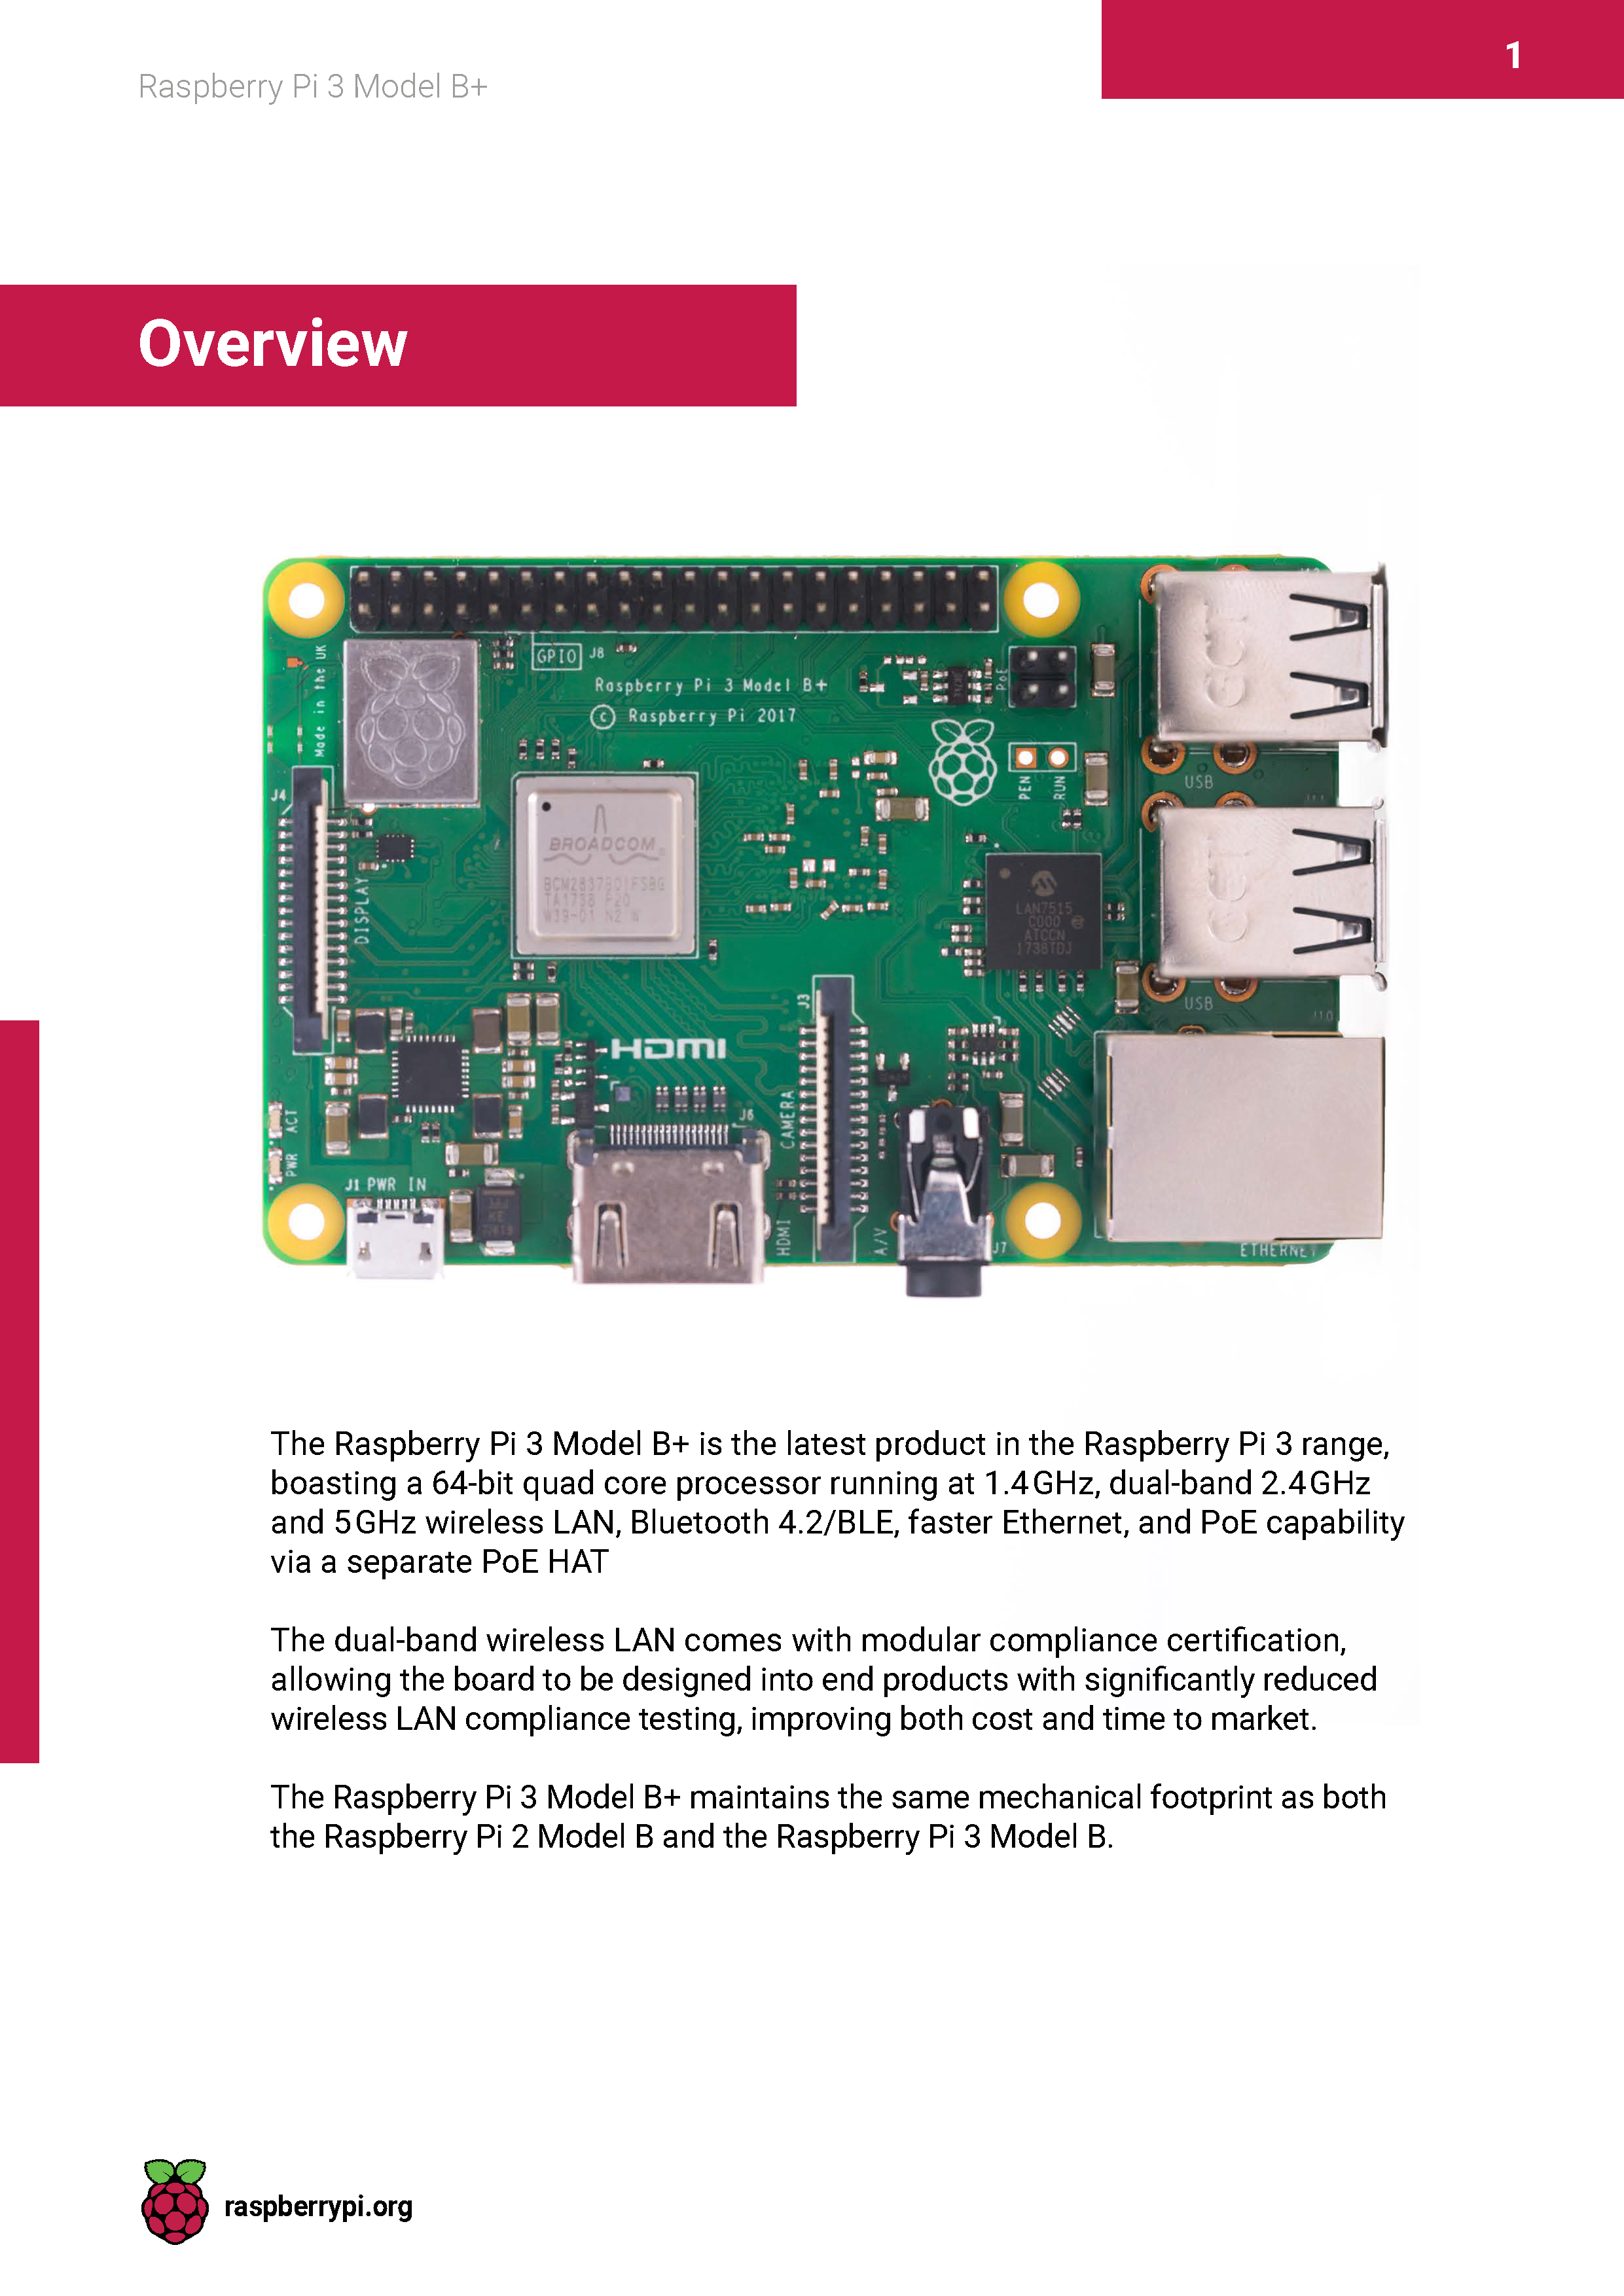 Raspberry Pi 3 Model B+
1
Overview
GPIO
J8
Raspberry Pi 3 Model B+
© Raspberry Pi 2017
Made in the UK
PoE
PEN
RUN
USB
J4
DISPLAY
BROADCOM
LAN7515
C000
ATCCN
1738TDJ
USB
J10
J3
HDMI
CAMERA
J6
ACT
PWR
J1 PWR IN
HDMI
A/V
J7
ETHERNET
The Raspberry Pi 3 Model B+ is the latest product in the Raspberry Pi 3 range,
boasting a 64-bit quad core processor running at 1.4GHz, dual-band 2.4GHz
and 5GHz wireless LAN, Bluetooth 4.2/BLE, faster Ethernet, and PoE capability
via a separate PoE HAT
The dual-band wireless LAN comes with modular compliance certification,
allowing the board to be designed into end products with significantly reduced
wireless LAN compliance testing, improving both cost and time to market.
The Raspberry Pi 3 Model B+ maintains the same mechanical footprint as both
the Raspberry Pi 2 Model B and the Raspberry Pi 3 Model B.
raspberrypi.org